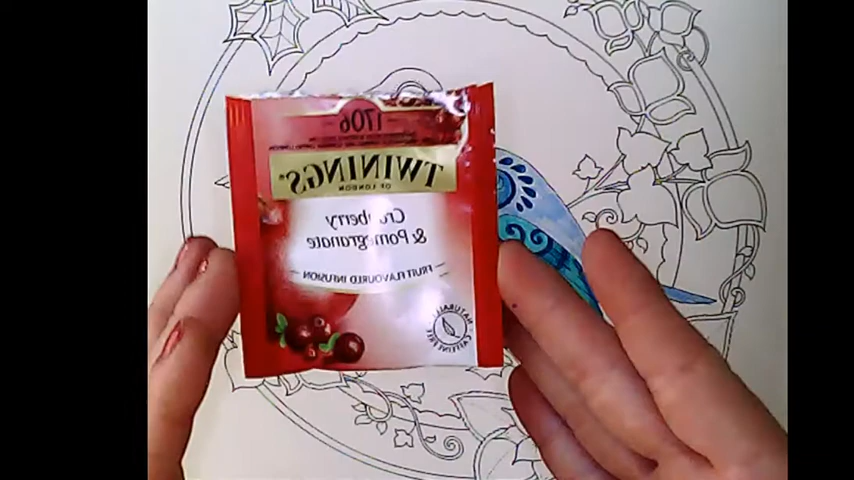 1706
TWININGS
OF LONDON
Cranberry
& Pomegranate
FRUIT FLAVOURED INFUSION
NATURALLY
CAFFEINE FREE